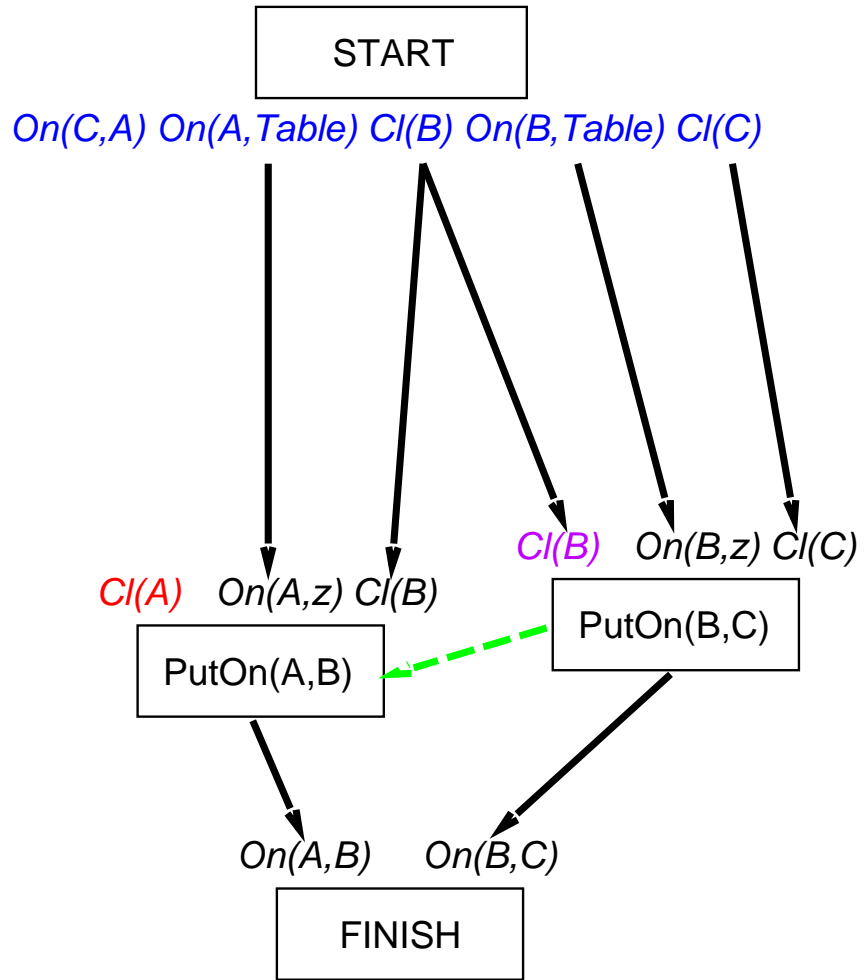 START
On(C,A) On(A,Table) Cl(B) On(B,Table) Cl(C)
Cl(B) On(B,z) Cl(C)
Cl(A) On(A,z) Cl(B)
PutOn(B,C)
PutOn(A,B)
On(A,B) On(B,C)
FINISH